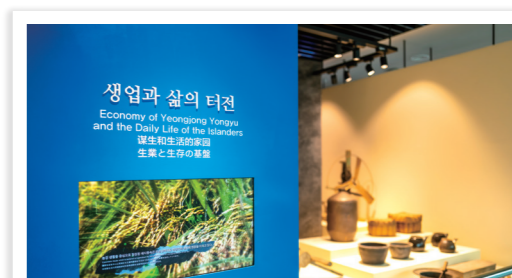 생업과 삶의 터전
Economy of Yeongjong Yongyu
and the Daily Life of the Islanders
谋生和生活的家园
生業と生存の基盤